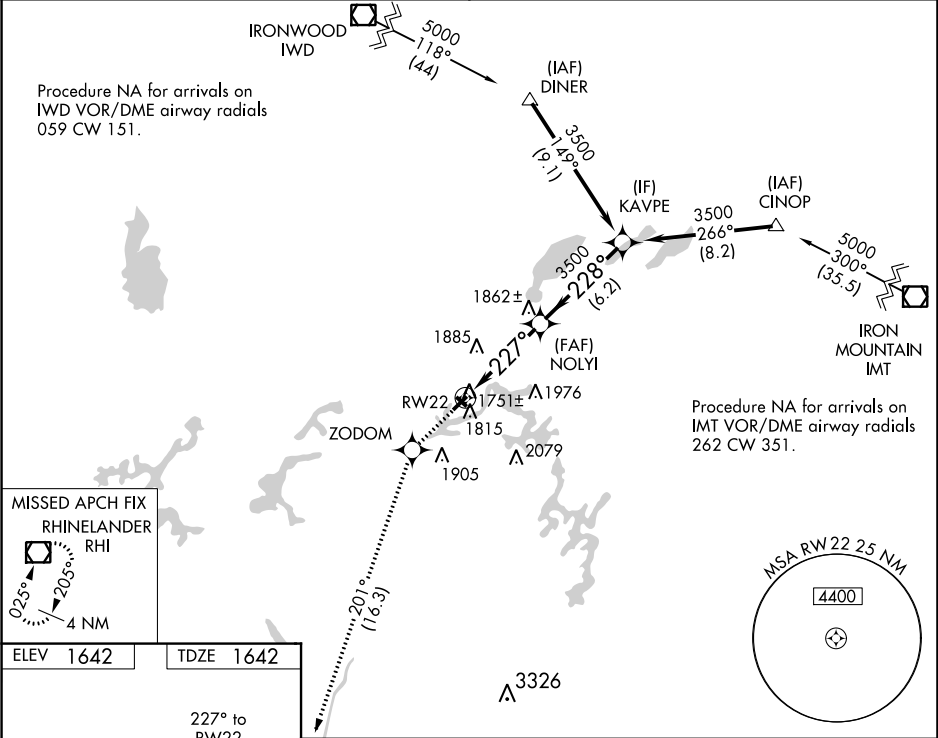 IRONWOOD
IWD
5000
118°
(44)
Procedure NA for arrivals on
IWD VOR/DME airway radials
059 CW 151.
(IAF)
DINER
3500
149°
(9.1)
(IF)
KAVPE
(IAF)
CINOP
3500
266°
(8.2)
5000
300°
(35.5)
IRON
MOUNTAIN
IMT
3500
228°
(6.2)
1862±
(FAF)
NOLYI
1885
227°
RW22
1751±
1976
1815
Procedure NA for arrivals on
IMT VOR/DME airway radials
262 CW 351.
ZODOM
1905
2079
MISSED APCH FIX
RHINELANDER
RHI
025°
205°
4 NM
201°
(16.3)
MSA RW22 25 NM
4400
ELEV 1642
TDZE 1642
3326
227° to
RW22